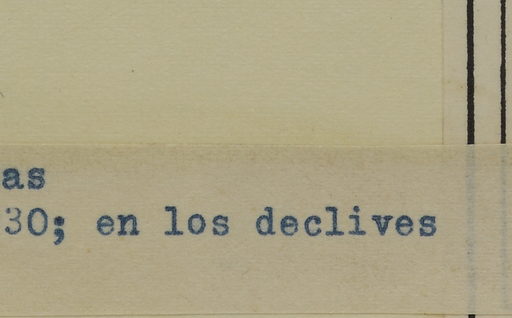 as
30; en los declives